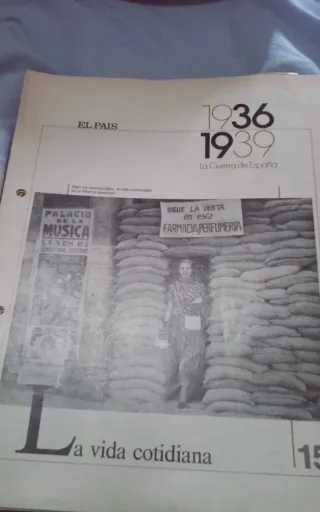 EL PAIS
1936
1939
La Guerra de España
PALACIO
DE LA
MUSICA
SIGUE LA VENTA
en esta
FARMACIA/PERFUMERIA
La vida cotidiana
15